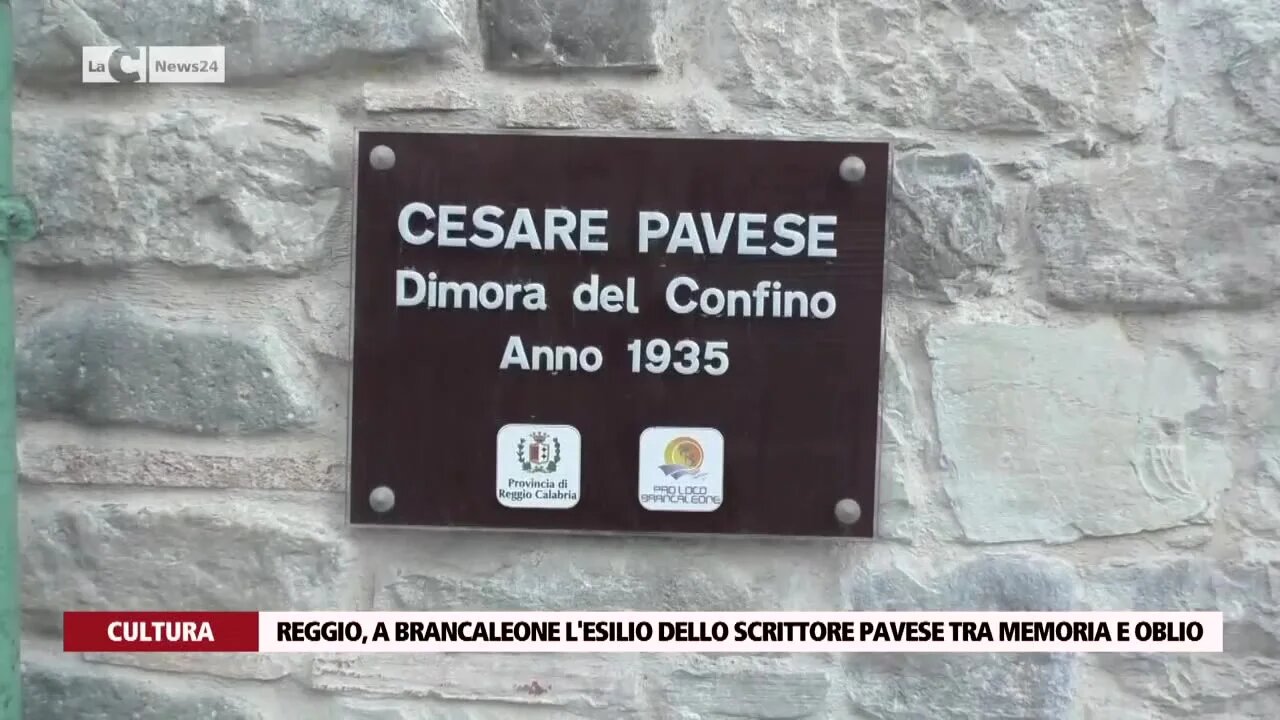 LaC News24
CESARE PAVESE
Dimora del Confino
Anno 1935
Provincia di
Reggio Calabria
PRO LOCO
BRANCALEONE
CULTURA
REGGIO, A BRANCALEONE L'ESILIO DELLO SCRITTORE PAVESE TRA MEMORIA E OBLIO